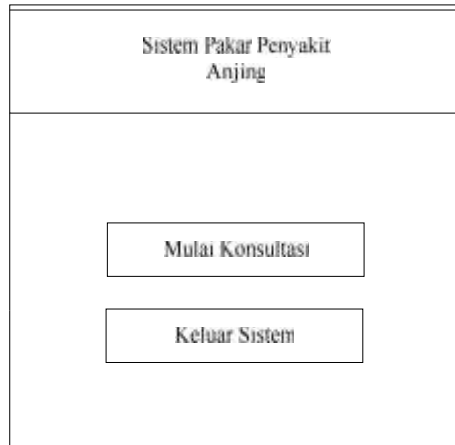 Sistem Pakar Penyakit
Anjing
Mulai Konsultasi
Keluar Sistem